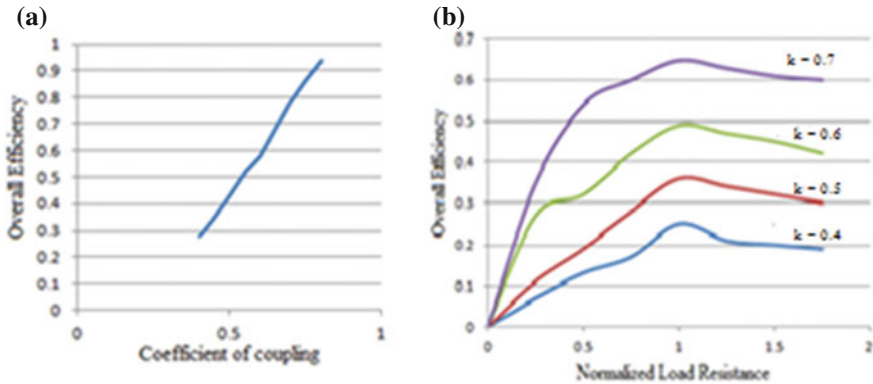 (a)
1
0.9
0.8
0.7
0.6
0.5
0.4
0.3
0.2
0.1
0
0
0.5
1
Overall Efficiency
Coefficient of coupling
(b)
0.7
0.6
0.5
0.4
0.3
0.2
0.1
0
0
0.5
1
1.5
2
Overall Efficiency
Normalized Load Resistance
k = 0.7
k = 0.6
k = 0.5
k = 0.4